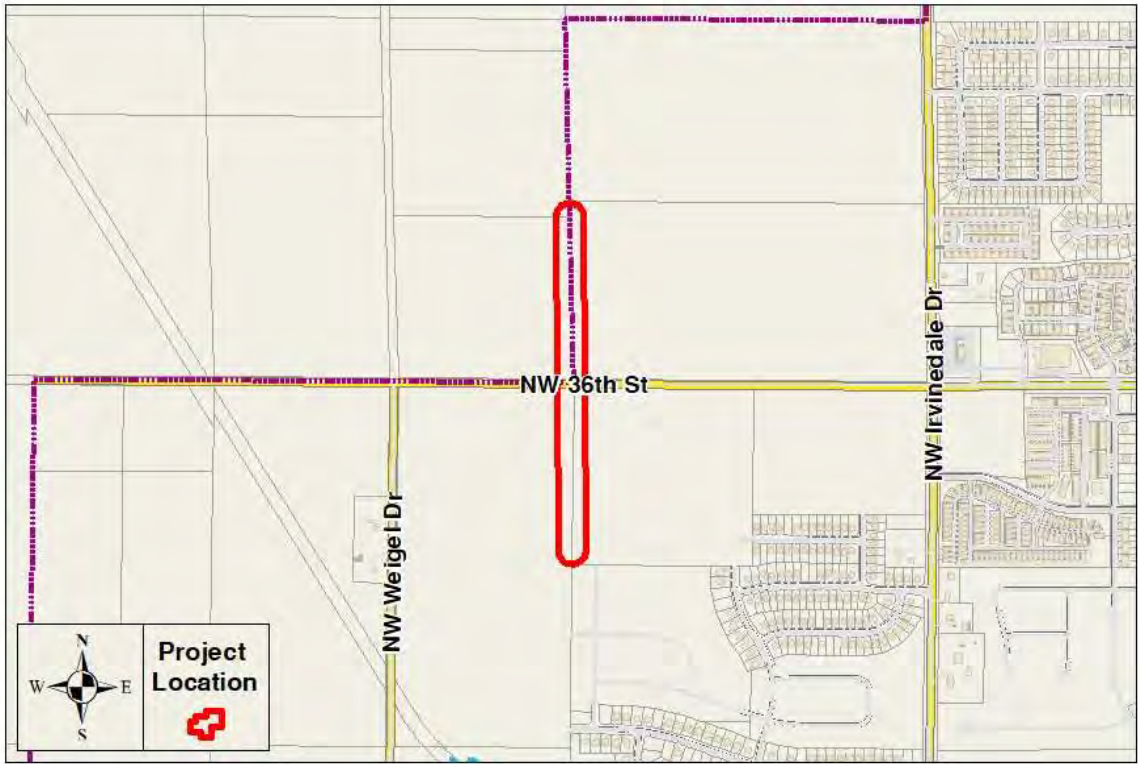 NW 36th St
NW Irvinedale Dr
NW Weigel Dr
N
W
E
S
Project
Location